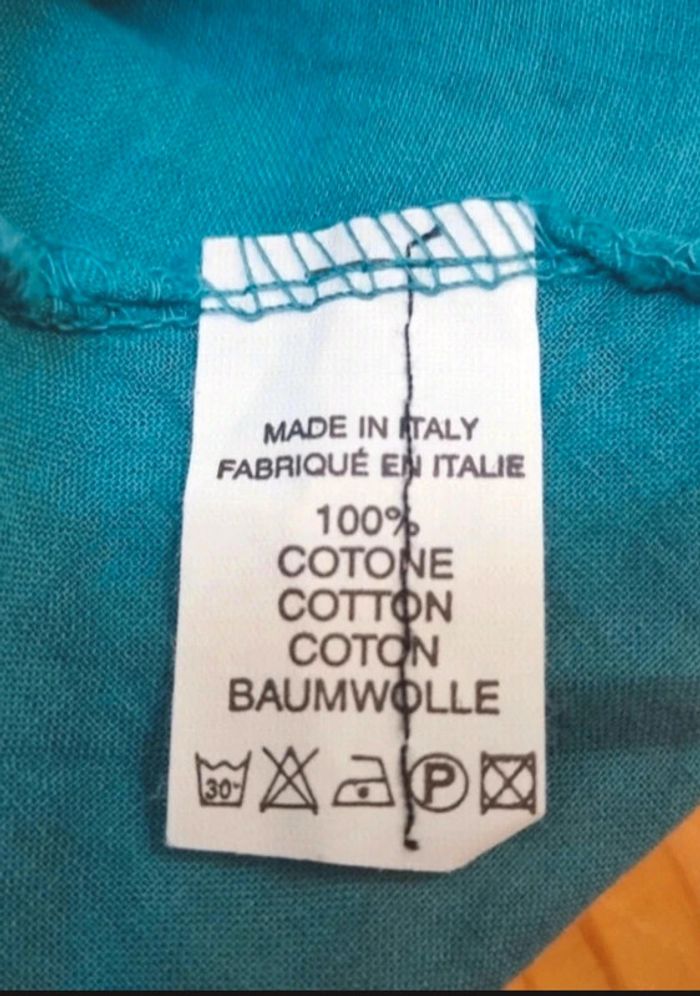 MADE IN ITALY
FABRIQUÉ EN ITALIE
100%
COTONE
COTTON
COTON
BAUMWOLLE
30° P